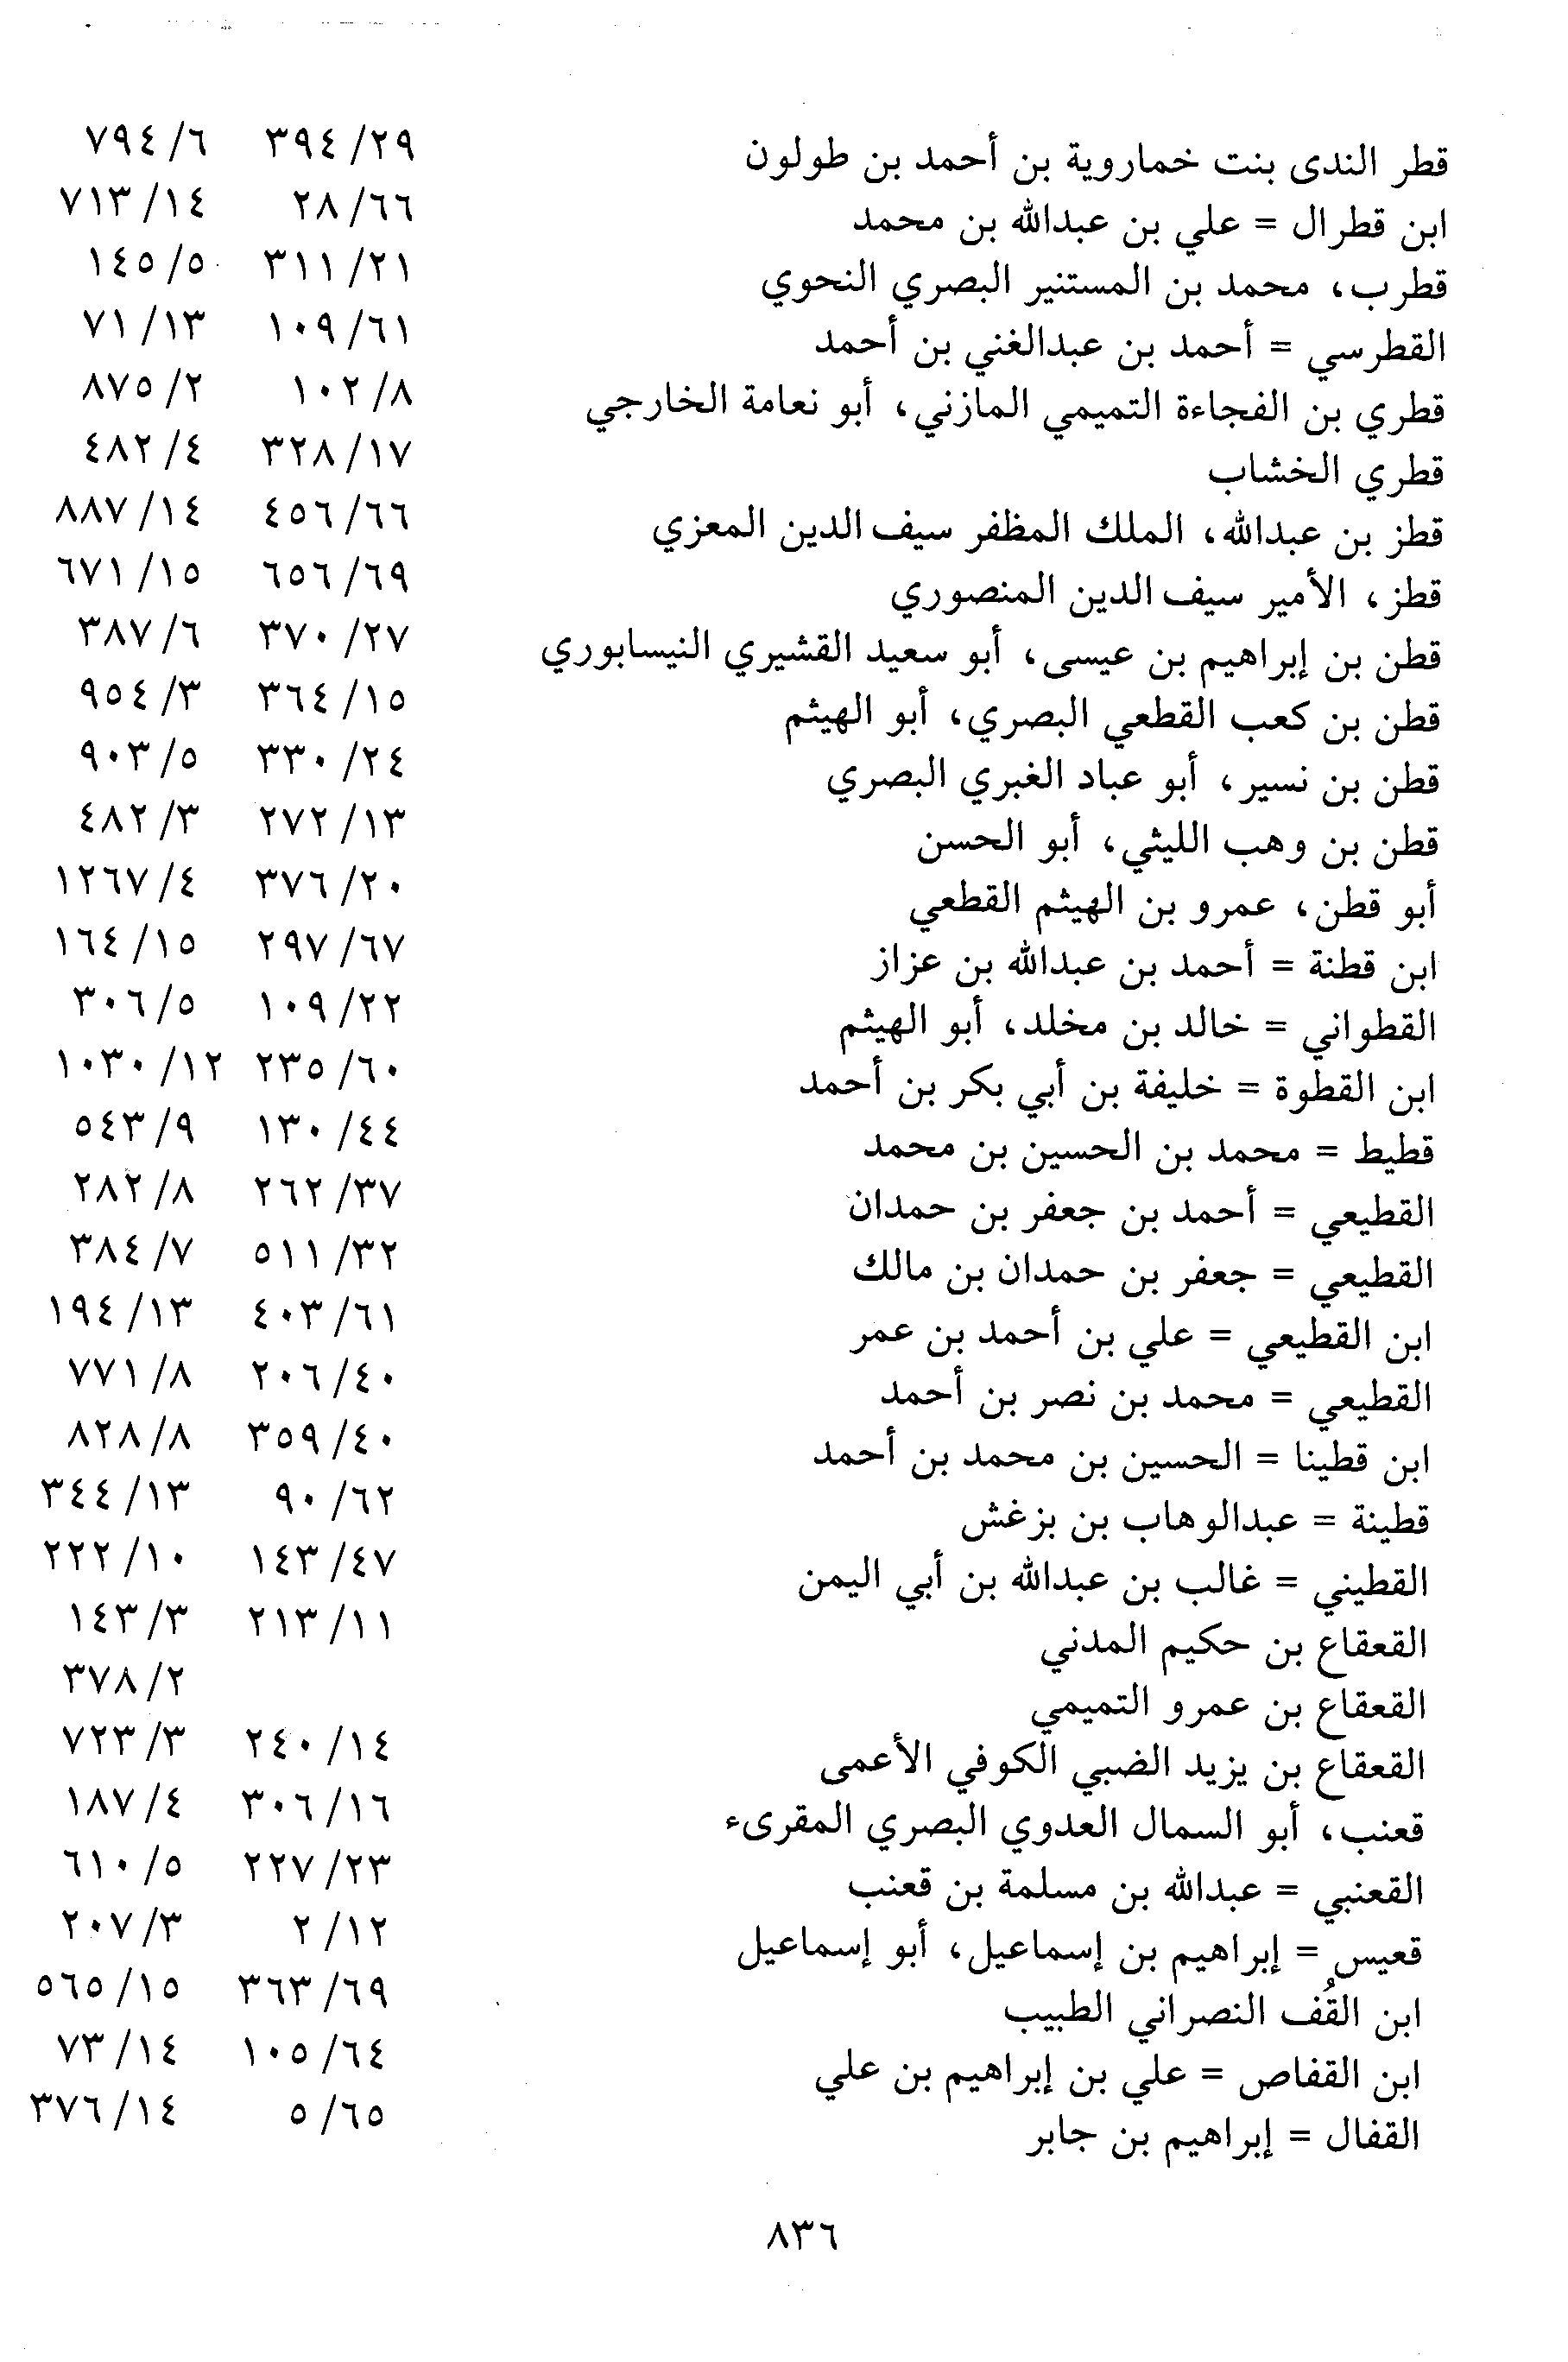 قطر الندى بنت خماروية بن أحمد بن طولون ٢٩/ ٣٩٤ ٦/ ٧٩٤
ابن قطرال = علي بن عبدالله بن محمد ٦٦/ ٢٨ ١٤/ ٧١٣
قطرب، محمد بن المستنير البصري النحوي ٢١/ ٣١١ ٥/ ١٤٥
القطرسي = أحمد بن عبدالغني بن أحمد ٦١/ ١٠٩ ١٣/ ٧١
قطري بن الفجاءة التميمي المازني، أبو نعامة الخارجي ٨/ ١٠٢ ٢/ ٨٧٥
قطري الخشاب ١٧/ ٣٢٨ ٤/ ٤٨٢
قطز بن عبدالله، الملك المظفر سيف الدين المعزي ٦٦/ ٤٥٦ ١٤/ ٨٨٧
قطز، الأمير سيف الدين المنصوري ٦٩/ ٦٥٦ ١٥/ ٦٧١
قطن بن إبراهيم بن عيسى، أبو سعيد القشيري النيسابوري ٢٧/ ٣٧٠ ٦/ ٣٨٧
قطن بن كعب القطعي البصري، أبو الهيثم ١٥/ ٣٦٤ ٣/ ٩٥٤
قطن بن نسير، أبو عباد الغبري البصري ٢٤/ ٣٣٠ ٥/ ٩٠٣
قطن بن وهب الليثي، أبو الحسن ١٣/ ٢٧٢ ٣/ ٤٨٢
أبو قطن، عمرو بن الهيثم القطعي ٢٠/ ٣٧٦ ٤/ ١٢٦٧
ابن قطنة = أحمد بن عبدالله بن عزاز ٦٧/ ٢٩٧ ١٥/ ١٦٤
القطواني = خالد بن مخلد، أبو الهيثم ٢٢/ ١٠٩ ٥/ ٣٠٦
ابن القطوة = خليفة بن أبي بكر بن أحمد ٦٠/ ٢٣٥ ١٢/ ١٠٣٠
قطيط = محمد بن الحسين بن محمد ٤٤/ ١٣٠ ٩/ ٥٤٣
القطيعي = أحمد بن جعفر بن حمدان ٣٧/ ٢٦٢ ٨/ ٢٨٢
القطيعي = جعفر بن حمدان بن مالك ٣٢/ ٥١١ ٧/ ٣٨٤
ابن القطيعي = علي بن أحمد بن عمر ٦١/ ٤٠٣ ١٣/ ١٩٤
القطيعي = محمد بن نصر بن أحمد ٤٠/ ٢٠٦ ٨/ ٧٧١
ابن قطينا = الحسين بن محمد بن أحمد ٤٠/ ٣٥٩ ٨/ ٨٢٨
قطينة = عبدالوهاب بن بزغش ٦٢/ ٩٠ ١٣/ ٣٤٤
القطيني = غالب بن عبدالله بن أبي اليمن ٤٧/ ١٤٣ ١٠/ ٢٢٢
القعقاع بن حكيم المدني ١١/ ٢١٣ ٣/ ١٤٣
القعقاع بن عمرو التميمي ٢/ ٣٧٨
القعقاع بن يزيد الضبي الكوفي الأعمى ١٤/ ٢٤٠ ٣/ ٧٢٣
قعنب، أبو السمال العدوي البصري المقرىء ١٦/ ٣٠٦ ٤/ ١٨٧
القعنبي = عبدالله بن مسلمة بن قعنب ٢٣/ ٢٢٧ ٥/ ٦١٠
قعيس = إبراهيم بن إسماعيل، أبو إسماعيل ١٢/ ٢ ٣/ ٢٠٧
ابن القُف النصراني الطبيب ٦٩/ ٣٦٣ ١٥/ ٥٦٥
ابن القفاص = علي بن إبراهيم بن علي ٦٤/ ١٠٥ ١٤/ ٧٣
القفال = إبراهيم بن جابر ٦٥/ ٥ ١٤/ ٣٧٦
٨٣٦